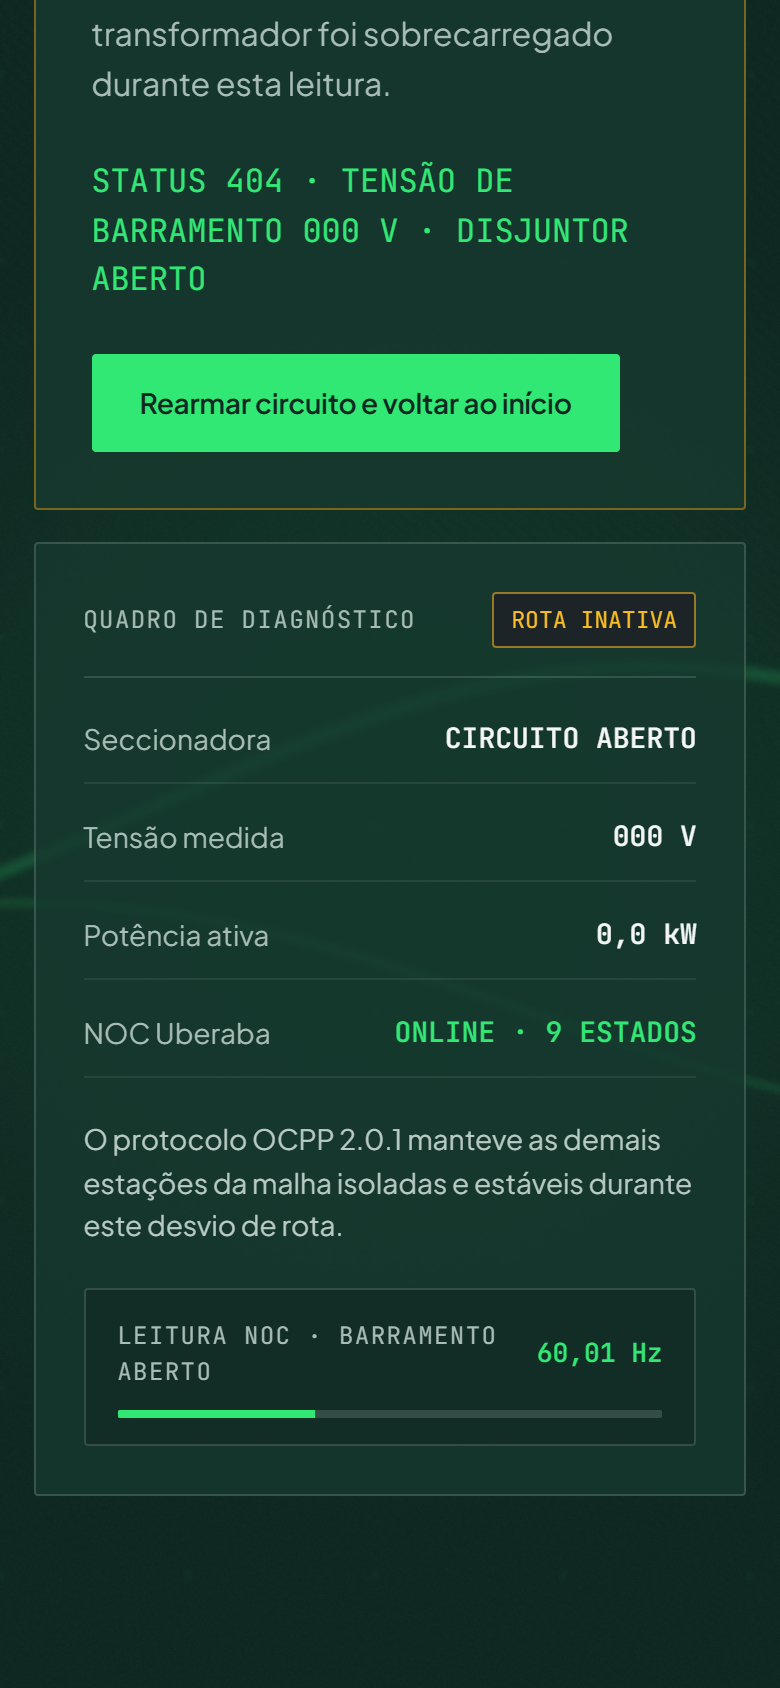 transformador foi sobrecarregado
durante esta leitura.
STATUS 404 · TENSÃO DE
BARRAMENTO 000 V · DISJUNTOR
ABERTO
Rearmar circuito e voltar ao início
QUADRO DE DIAGNÓSTICO
ROTA INATIVA
Seccionadora
CIRCUITO ABERTO
Tensão medida
000 V
Potência ativa
0,0 kW
NOC Uberaba
ONLINE · 9 ESTADOS
O protocolo OCPP 2.0.1 manteve as demais
estações da malha isoladas e estáveis durante
este desvio de rota.
LEITURA NOC · BARRAMENTO
ABERTO
60,01 Hz